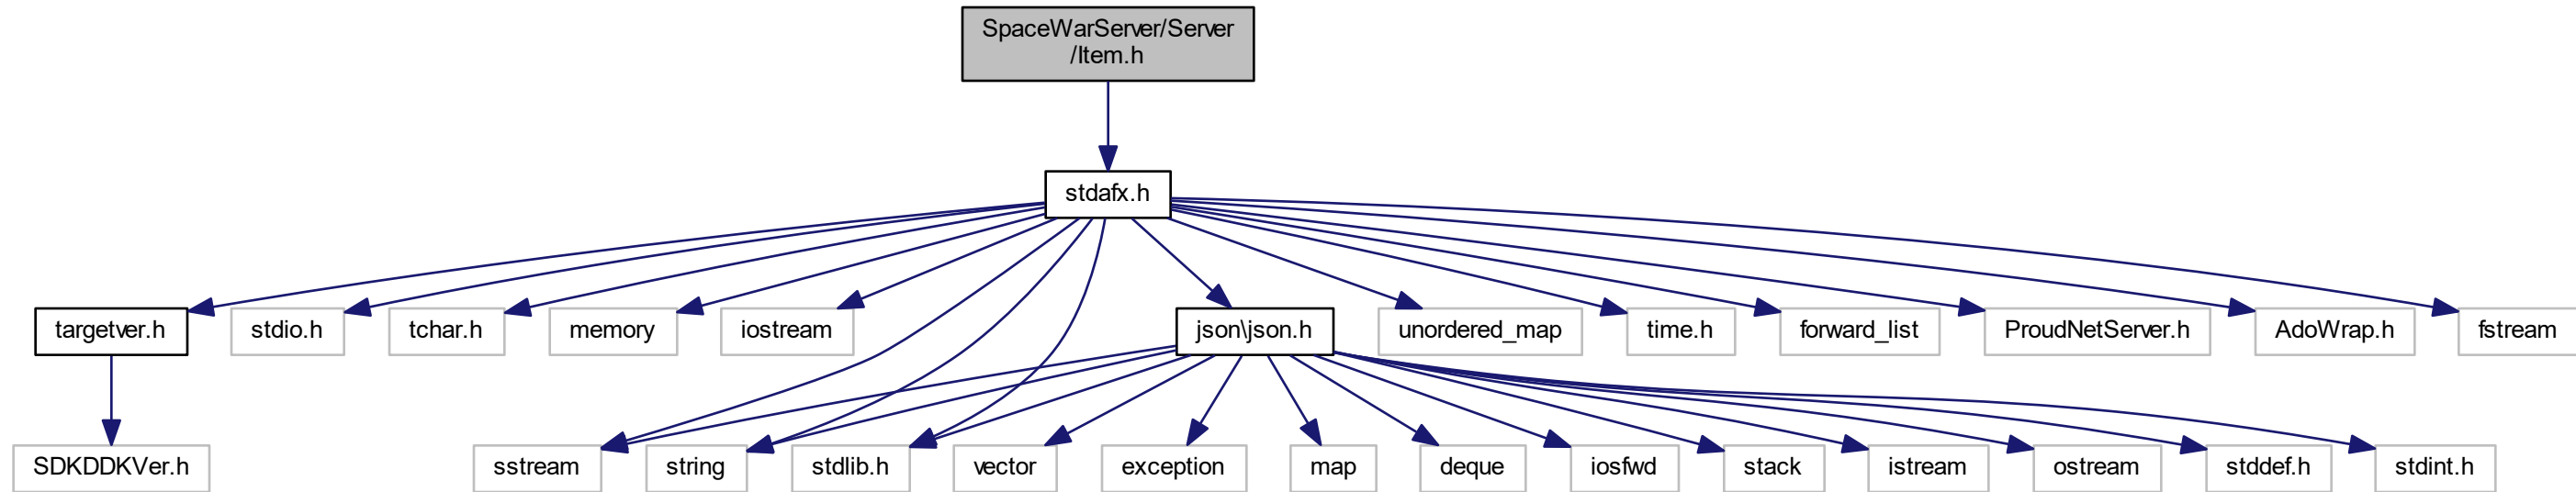 SpaceWarServer/Server
/Item.h
stdafx.h
targetver.h
stdio.h
tchar.h
memory
iostream
json\json.h
unordered_map
time.h
forward_list
ProudNetServer.h
AdoWrap.h
fstream
SDKDDKVer.h
sstream
string
stdlib.h
vector
exception
map
deque
iosfwd
stack
istream
ostream
stddef.h
stdint.h